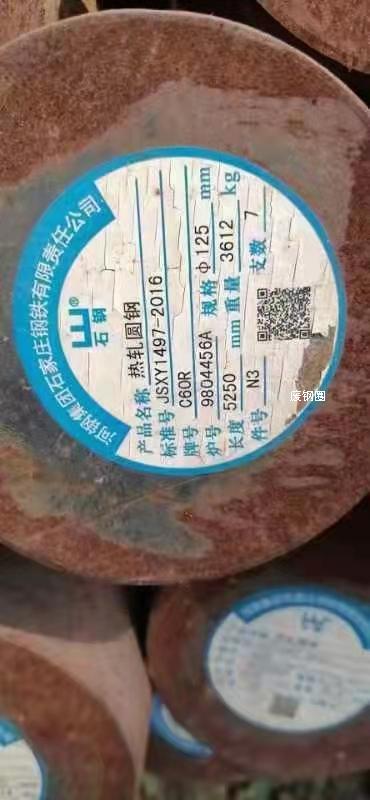 河钢集团石家庄钢铁有限责任公司
®
石钢
产品名称 热轧圆钢
标准号 JSXY1497-2016
牌号 C60R
炉号 9804456A 规格 Φ125 mm
长度 5250 mm 重量 3612 kg
件号 N3 支数 7
废钢圈